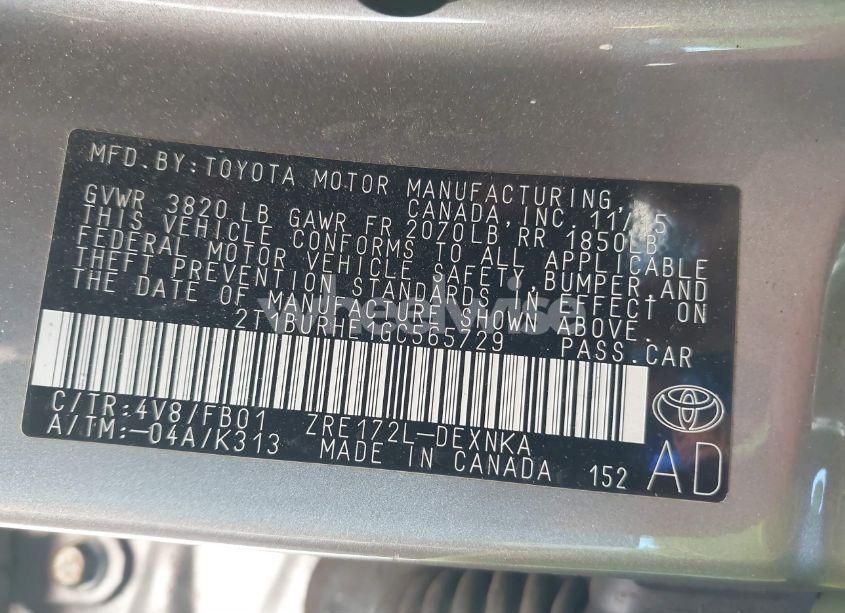 MFD.BY:TOYOTA MOTOR MANUFACTURING,
CANADA,INC. 11/15
GVWR 3820 LB GAWR FR 2070LB RR 1850LB
THIS VEHICLE CONFORMS TO ALL APPLICABLE
FEDERAL MOTOR VEHICLE SAFETY,BUMPER,AND
THEFT PREVENTION STANDARDS IN EFFECT ON
THE DATE OF MANUFACTURE SHOWN ABOVE.
2T1BURHE1GC565729 PASS.CAR
wheelwise
C/TR:4V8/FB01 ZRE172L-DEXNKA
A/TM:-04A/K313 MADE IN CANADA 152 AD